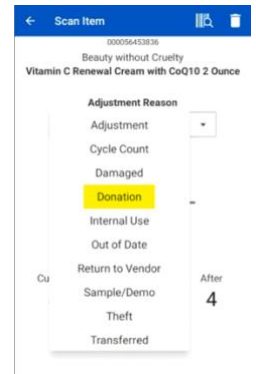 Scan Item
000056453836
Beauty without Cruelty
Vitamin C Renewal Cream with CoQ10 2 Ounce
Adjustment Reason
Adjustment
Cycle Count
Damaged
Donation
Internal Use
Out of Date
Return to Vendor
Cu
After
Sample/Demo
4
Theft
Transferred